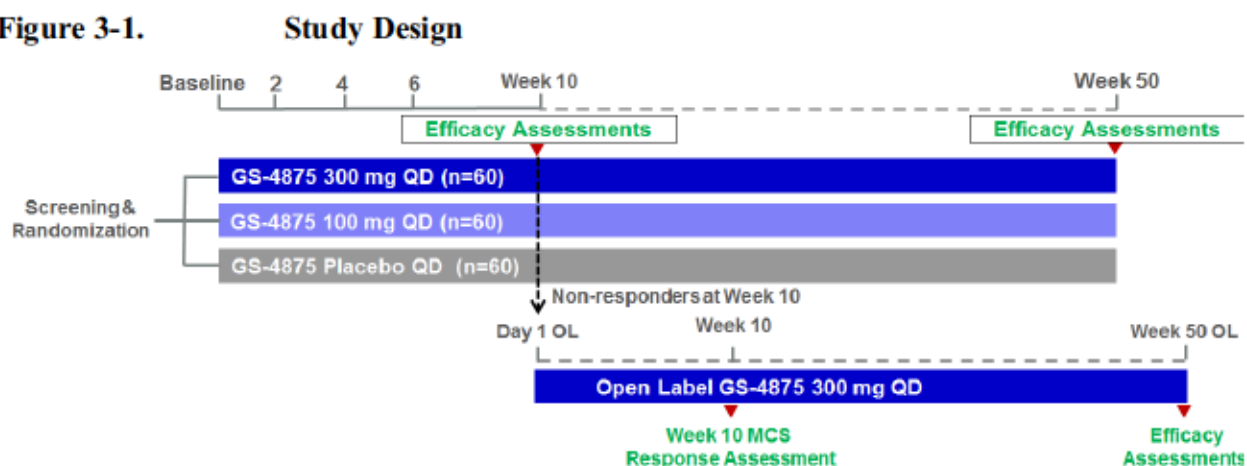 Figure 3-1. Study Design
Baseline 2 4 6 Week 10 Week 50
Efficacy Assessments Efficacy Assessments
GS-4875 300 mg QD (n=60)
Screening &
Randomization
GS-4875 100 mg QD (n=60)
GS-4875 Placebo QD (n=60)
Non-responders at Week 10
Day 1 OL Week 10 Week 50 OL
Open Label GS-4875 300 mg QD
Week 10 MCS
Response Assessment
Efficacy
Assessments